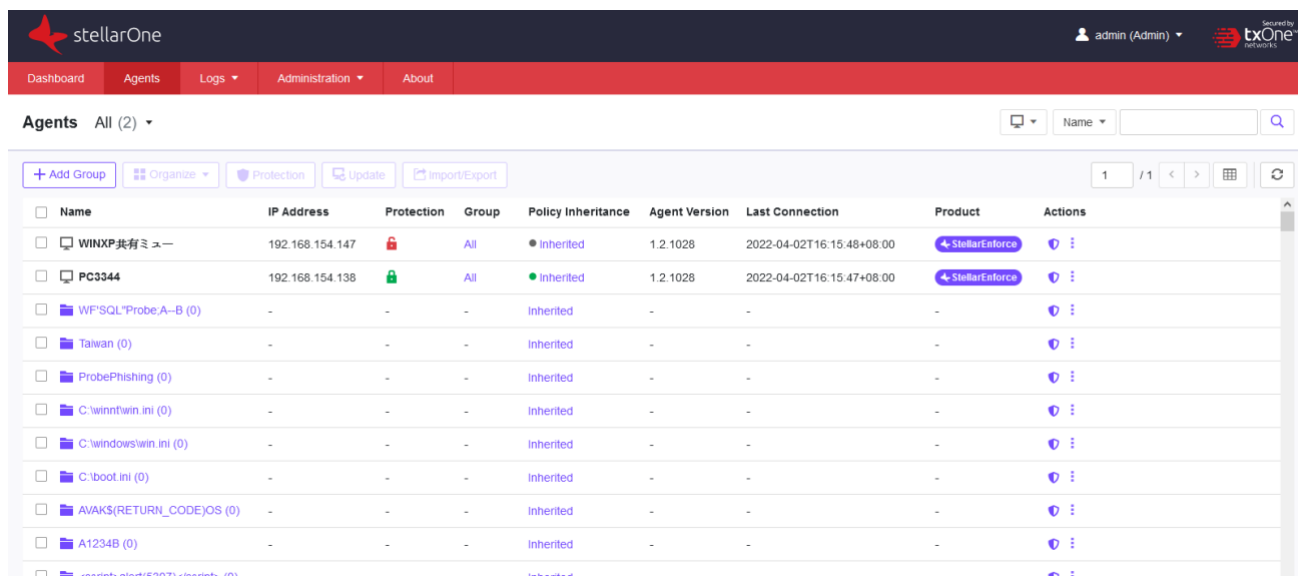 stellarOne
admin (Admin)
Secured by
txOne
networks
Dashboard Agents Logs Administration About
Agents All (2)
Name
+ Add Group Organize Protection Update Import/Export
1 / 1
Name IP Address Protection Group Policy Inheritance Agent Version Last Connection Product Actions
WINXP共有ミュー 192.168.154.147 All Inherited 1.2.1028 2022-04-02T16:15:48+08:00 StellarEnforce
PC3344 192.168.154.138 All Inherited 1.2.1028 2022-04-02T16:15:47+08:00 StellarEnforce
WF'SQL"Probe;A--B (0) - - - Inherited - - -
Taiwan (0) - - - Inherited - - -
ProbePhishing (0) - - - Inherited - - -
C:\winnt\win.ini (0) - - - Inherited - - -
C:\windows\win.ini (0) - - - Inherited - - -
C:\boot.ini (0) - - - Inherited - - -
AVAK$(RETURN_CODE)OS (0) - - - Inherited - - -
A1234B (0) - - - Inherited - - -